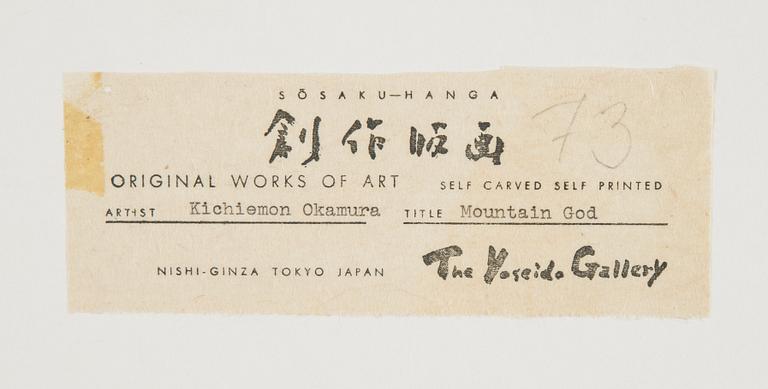 SŌSAKU—HANGA
創作版画
73
ORIGINAL WORKS OF ART SELF CARVED SELF PRINTED
ARTIST Kichiemon Okamura TITLE Mountain God
NISHI-GINZA TOKYO JAPAN The Yoseido Gallery